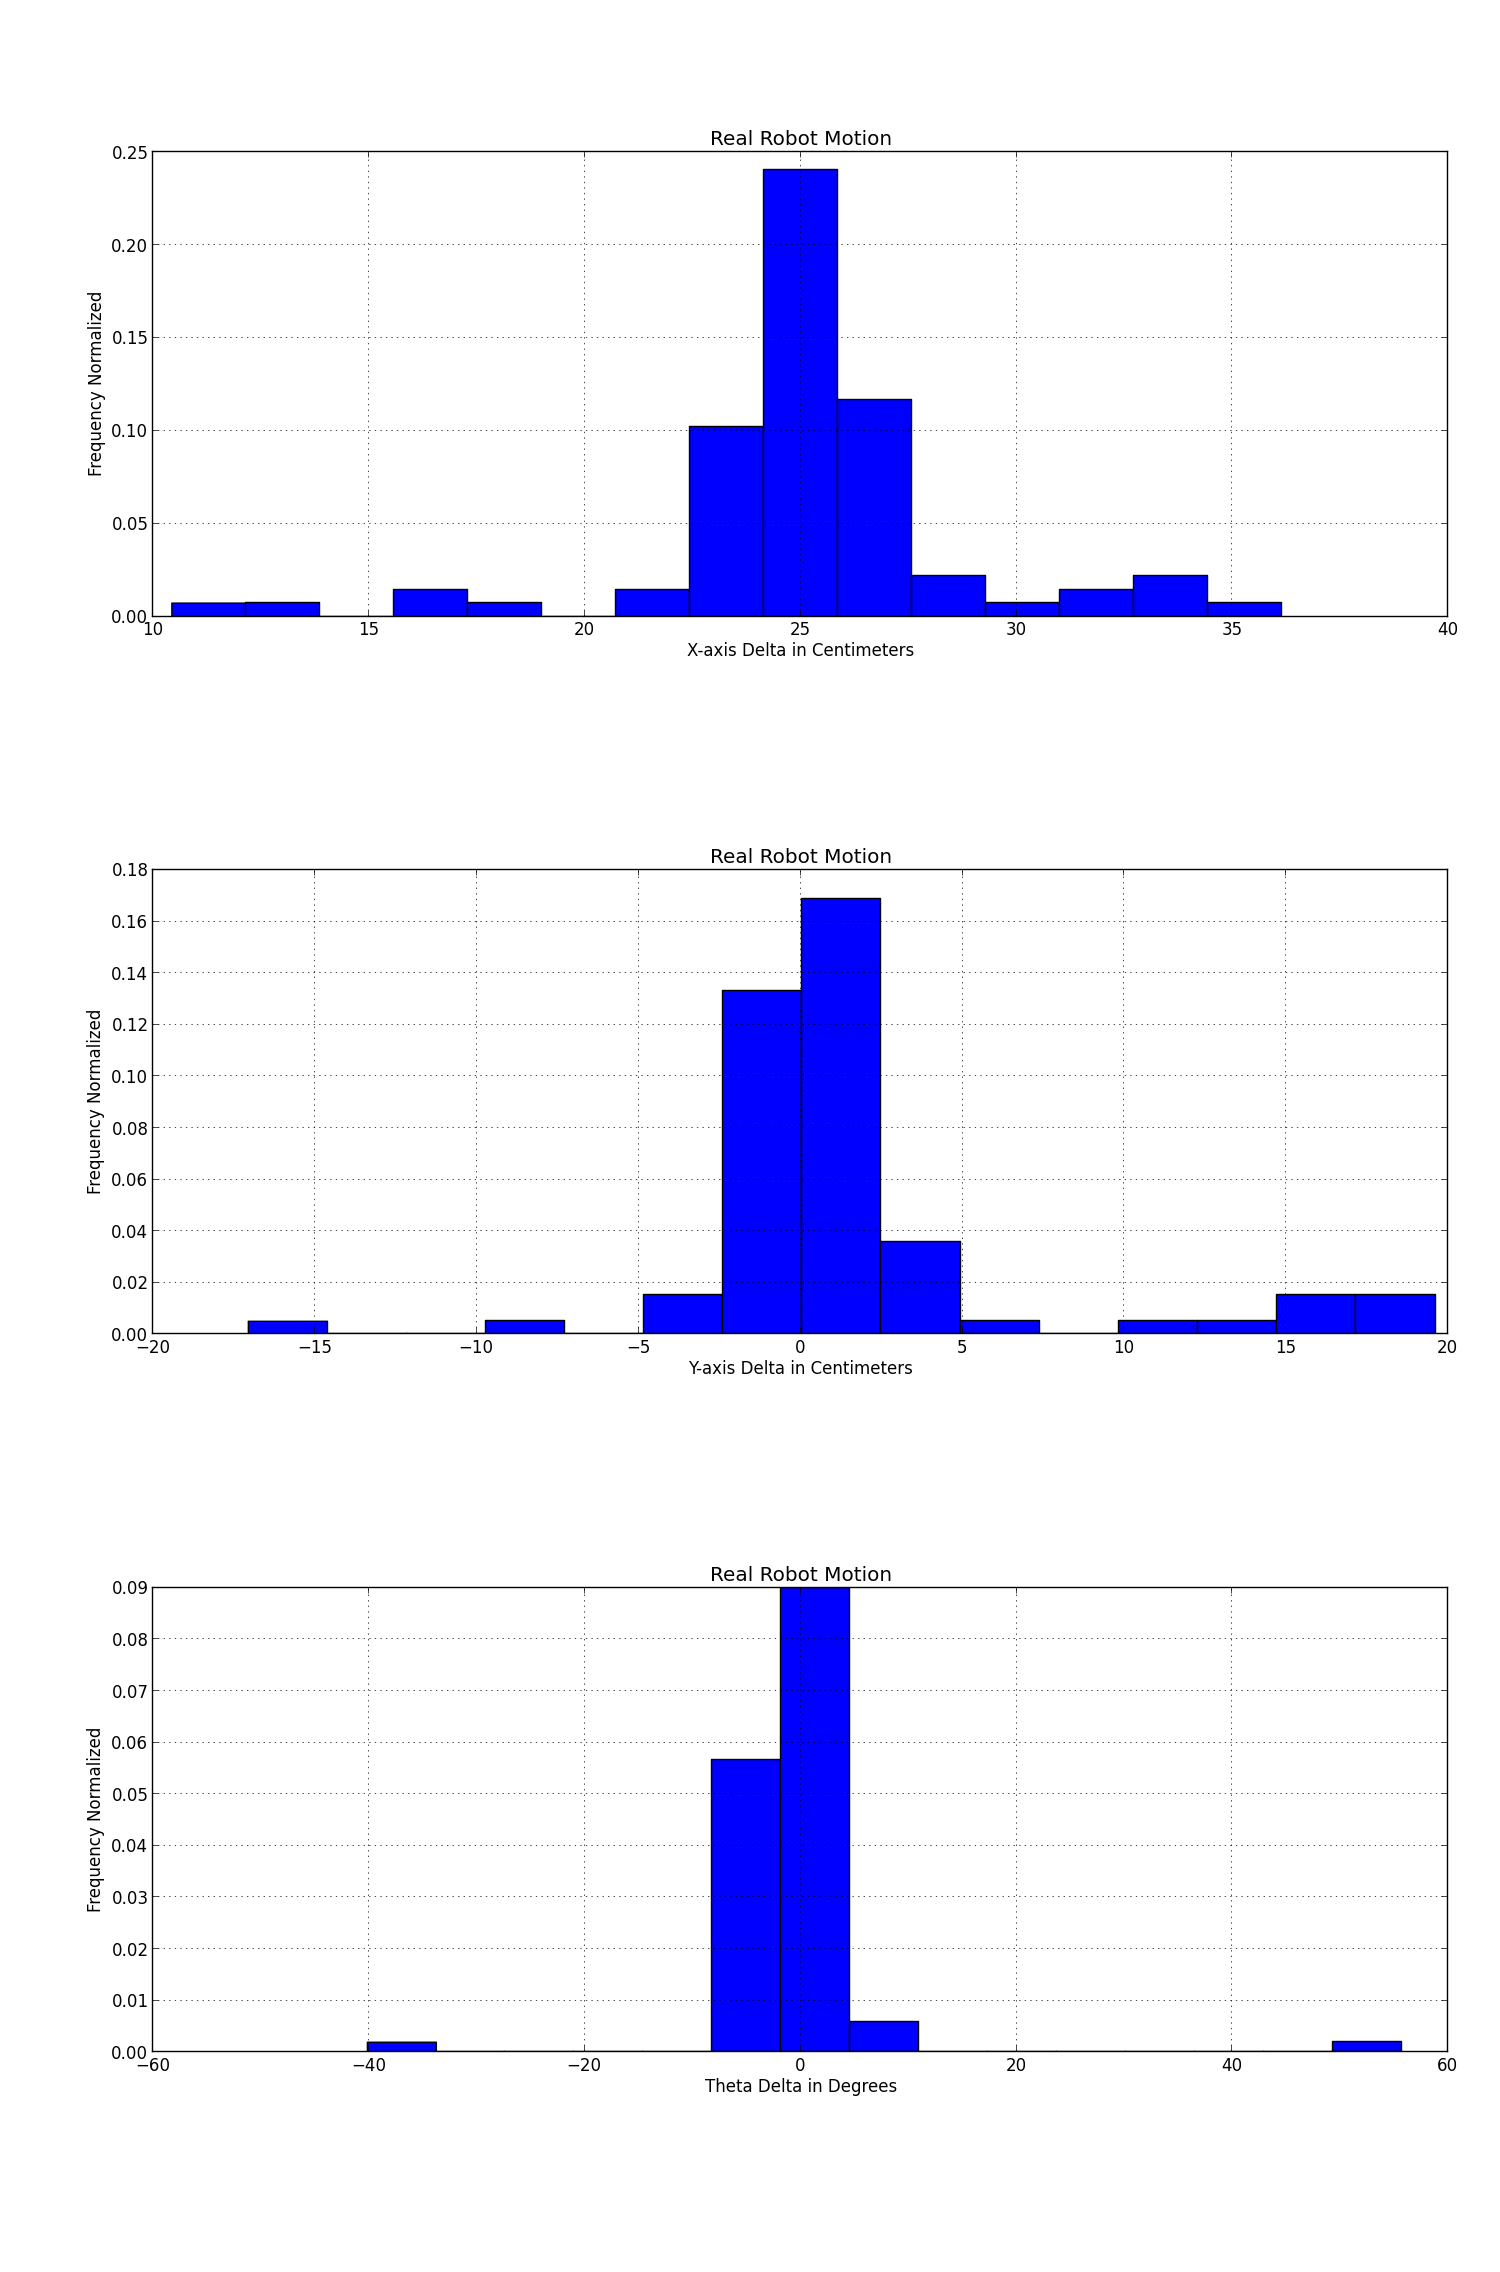 Real Robot Motion
0.25
0.20
0.15
0.10
0.05
0.00
Frequency Normalized
10 15 20 25 30 35 40
X-axis Delta in Centimeters
Real Robot Motion
0.18
0.16
0.14
0.12
0.10
0.08
0.06
0.04
0.02
0.00
Frequency Normalized
−20 −15 −10 −5 0 5 10 15 20
Y-axis Delta in Centimeters
Real Robot Motion
0.09
0.08
0.07
0.06
0.05
0.04
0.03
0.02
0.01
0.00
Frequency Normalized
−60 −40 −20 0 20 40 60
Theta Delta in Degrees